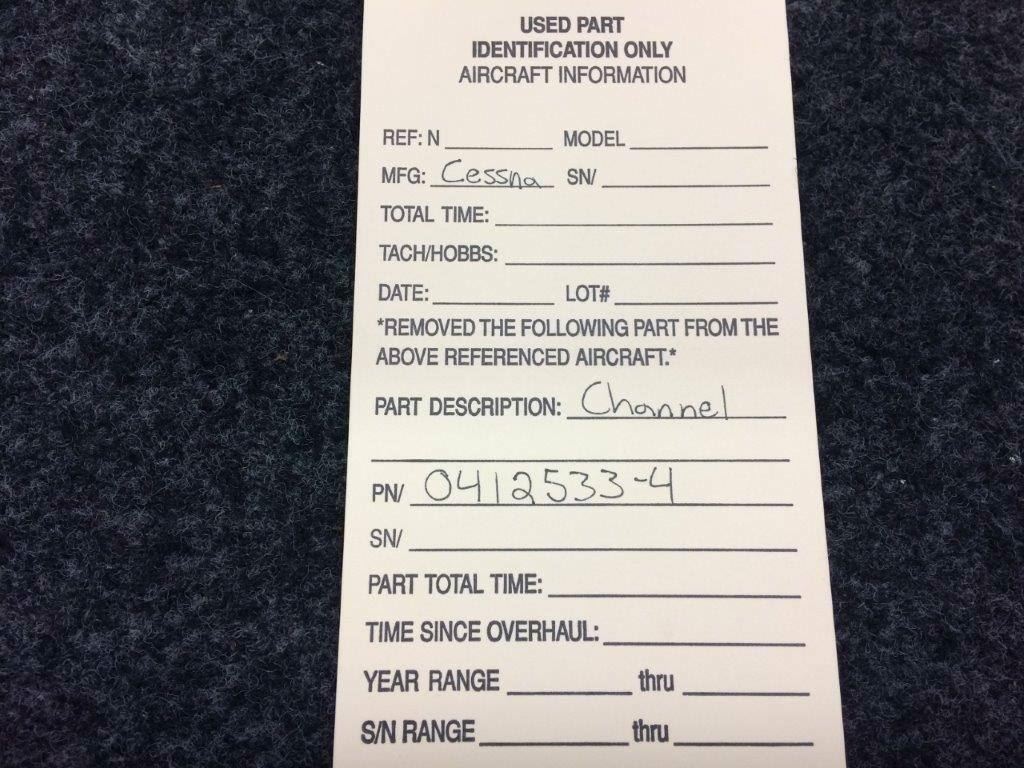 USED PART
IDENTIFICATION ONLY
AIRCRAFT INFORMATION
REF: N MODEL
MFG: Cessna SN/
TOTAL TIME:
TACH/HOBBS:
DATE: LOT#
*REMOVED THE FOLLOWING PART FROM THE
ABOVE REFERENCED AIRCRAFT.*
PART DESCRIPTION: Channel
PN/ 0412533-4
SN/
PART TOTAL TIME:
TIME SINCE OVERHAUL:
YEAR RANGE thru
S/N RANGE thru